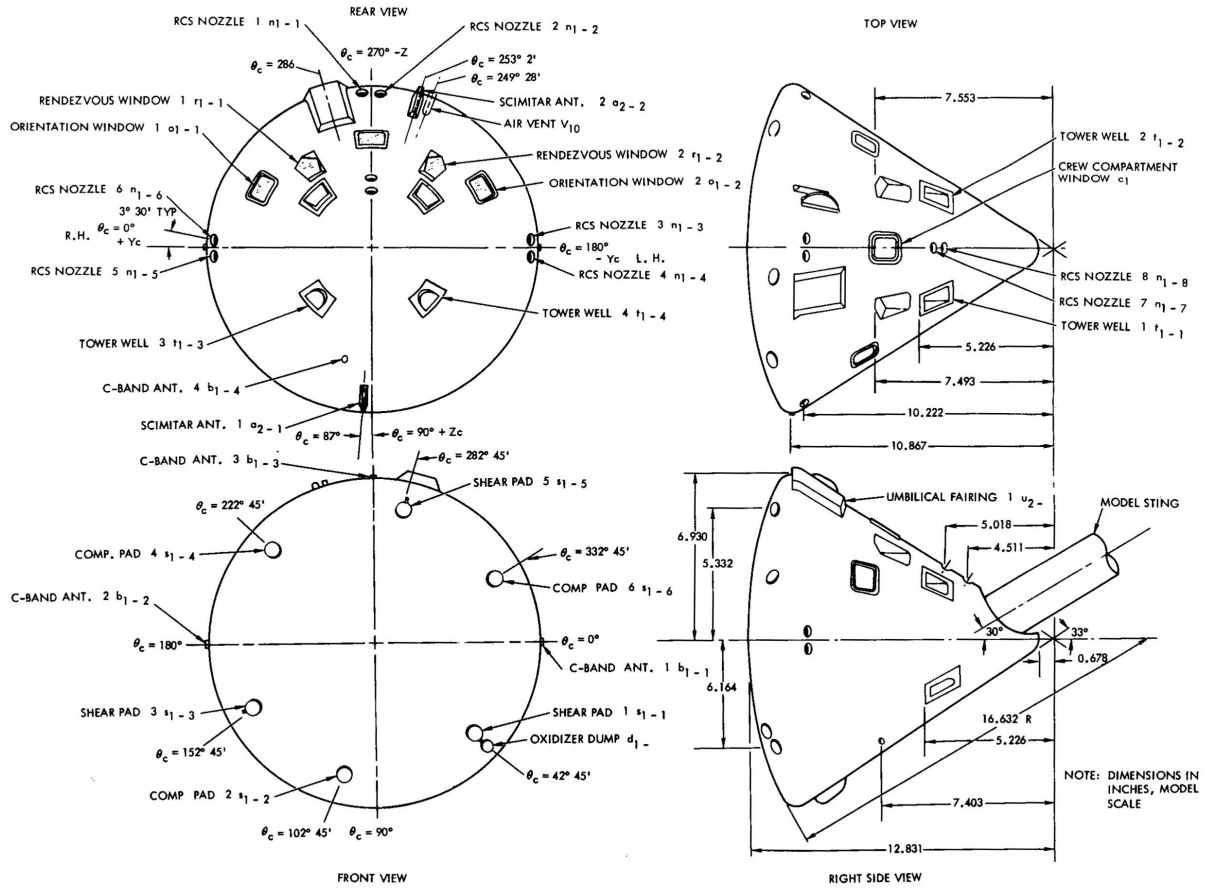 REAR VIEW
RCS NOZZLE 1 n1-1
RCS NOZZLE 2 n1-2
θc = 270° -Z
θc = 286
θc = 253° 2'
θc = 249° 28'
SCIMITAR ANT. 2 a2-2
AIR VENT V10
RENDEZVOUS WINDOW 1 r1-1
ORIENTATION WINDOW 1 o1-1
RENDEZVOUS WINDOW 2 r1-2
ORIENTATION WINDOW 2 o1-2
RCS NOZZLE 6 n1-6
3° 30' TYP
R.H. θc = 0°
+ Yc
RCS NOZZLE 5 n1-5
RCS NOZZLE 3 n1-3
θc = 180°
- Yc L. H.
RCS NOZZLE 4 n1-4
TOWER WELL 4 t1-4
TOWER WELL 3 t1-3
C-BAND ANT. 4 b1-4
SCIMITAR ANT. 1 a2-1
θc = 87°
θc = 90° + Zc
TOP VIEW
7.553
TOWER WELL 2 t1-2
CREW COMPARTMENT
WINDOW c1
RCS NOZZLE 8 n1-8
RCS NOZZLE 7 n1-7
TOWER WELL 1 t1-1
5.226
7.493
10.222
10.867
C-BAND ANT. 3 b1-3
θc = 282° 45'
SHEAR PAD 5 s1-5
θc = 222° 45'
COMP. PAD 4 s1-4
θc = 332° 45'
COMP PAD 6 s1-6
C-BAND ANT. 2 b1-2
θc = 180°
θc = 0°
C-BAND ANT. 1 b1-1
SHEAR PAD 3 s1-3
θc = 152° 45'
SHEAR PAD 1 s1-1
OXIDIZER DUMP d1-
θc = 42° 45'
COMP PAD 2 s1-2
θc = 102° 45'
θc = 90°
FRONT VIEW
UMBILICAL FAIRING 1 u2-
MODEL STING
5.018
4.511
6.930
5.332
30°
33°
0.678
6.164
16.632 R
5.226
7.403
12.831
NOTE: DIMENSIONS IN
INCHES, MODEL
SCALE
RIGHT SIDE VIEW